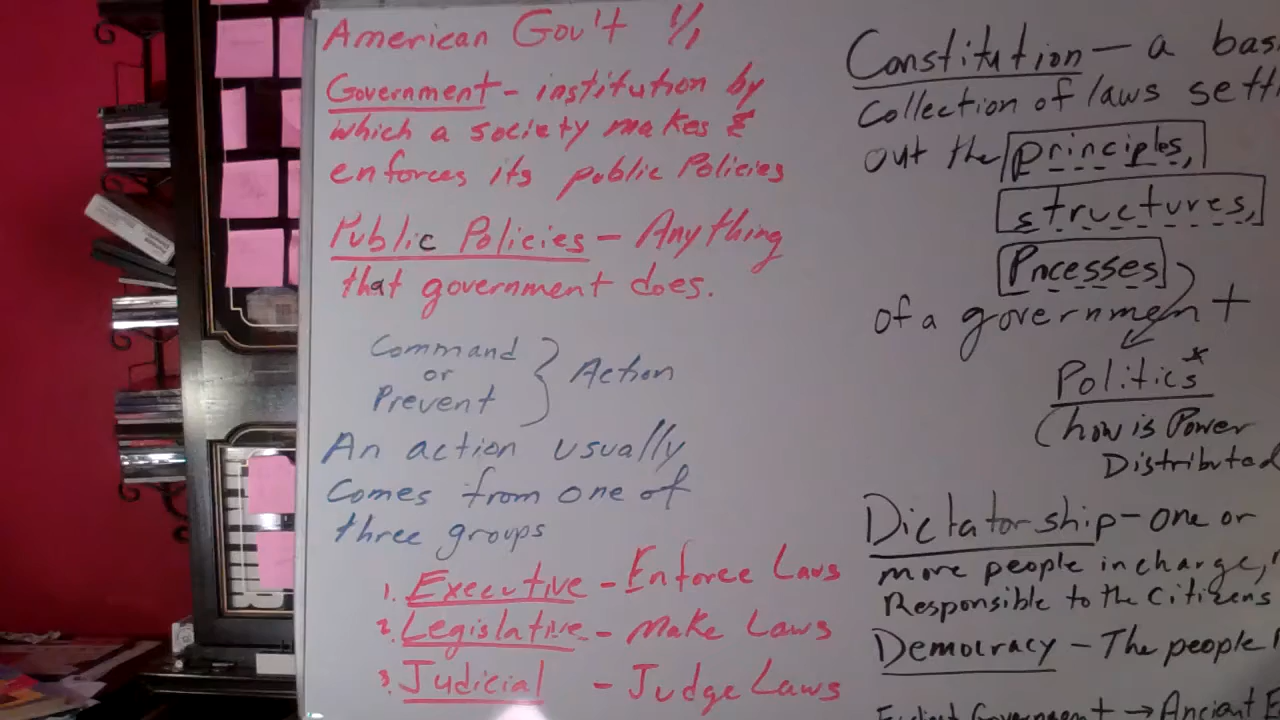 American Gov't 1/1
Government - institution by
which a society makes &
enforces its public Policies
Public Policies - Anything
that government does.
Command
or
Prevent
Action
An action usually
Comes from one of
three groups
1. Executive - Enforce Laws
2. Legislative - Make Laws
3. Judicial - Judge Laws
Constitution - a bas
Collection of laws setti
out the principles,
structures,
Processes
of a government
Politics*
(how is Power
Distributed
Dictatorship - one or
more people in charge,
Responsible to the Citizens
Democracy - The people
Government → Ancient E